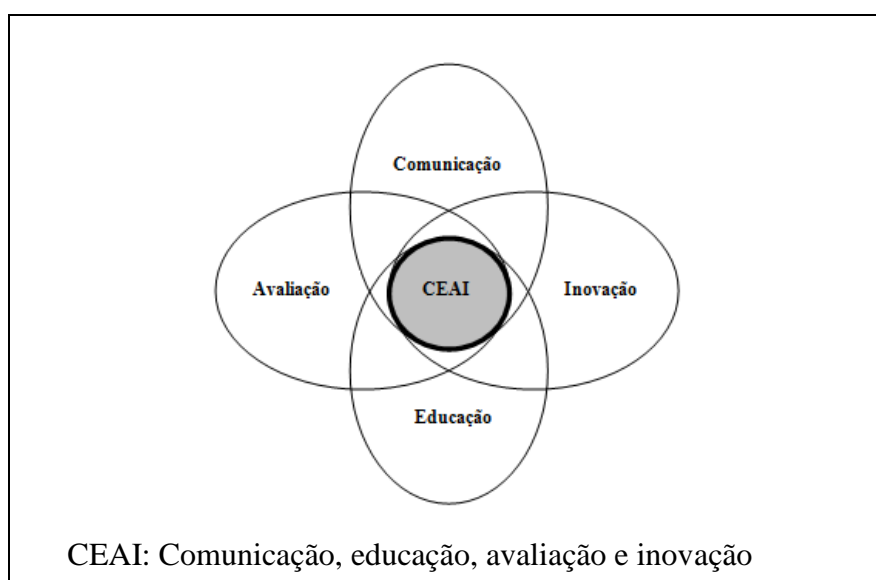 Comunicação
Avaliação
CEAI
Inovação
Educação
CEAI: Comunicação, educação, avaliação e inovação